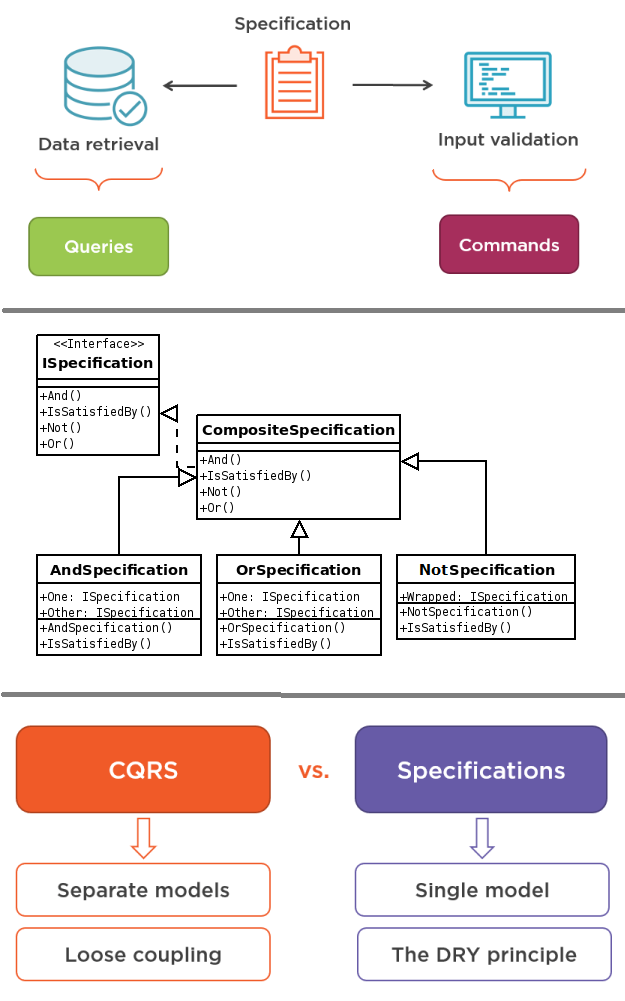 Specification
Data retrieval
Input validation
Queries
Commands
<<Interface>>
ISpecification
+And()
+IsSatisfiedBy()
+Not()
+Or()
CompositeSpecification
+And()
+IsSatisfiedBy()
+Not()
+Or()
AndSpecification
+One: ISpecification
+Other: ISpecification
+AndSpecification()
+IsSatisfiedBy()
OrSpecification
+One: ISpecification
+Other: ISpecification
+OrSpecification()
+IsSatisfiedBy()
NotSpecification
+Wrapped: ISpecification
+NotSpecification()
+IsSatisfiedBy()
CQRS
vs.
Specifications
Separate models
Single model
Loose coupling
The DRY principle